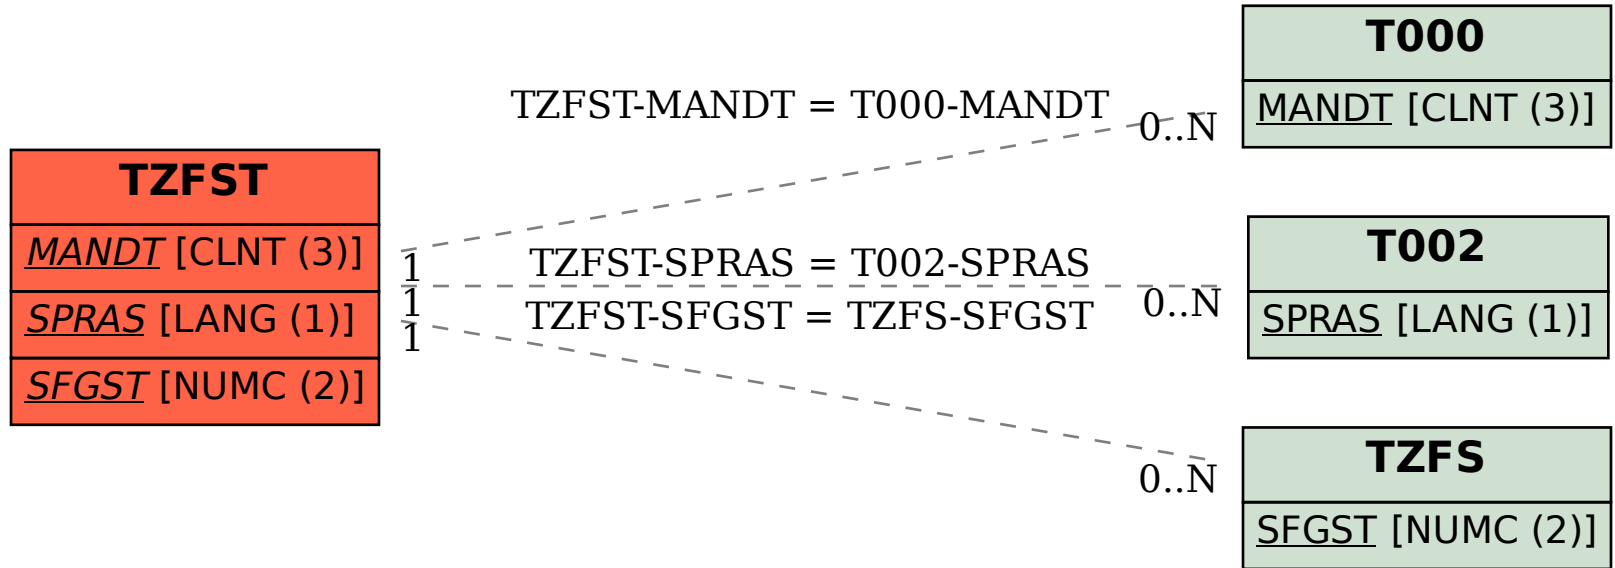 TZFST
MANDT [CLNT (3)]
SPRAS [LANG (1)]
SFGST [NUMC (2)]
TZFST-MANDT = T000-MANDT
0..N
1
TZFST-SPRAS = T002-SPRAS
1
0..N
TZFST-SFGST = TZFS-SFGST
1
0..N
T000
MANDT [CLNT (3)]
T002
SPRAS [LANG (1)]
TZFS
SFGST [NUMC (2)]